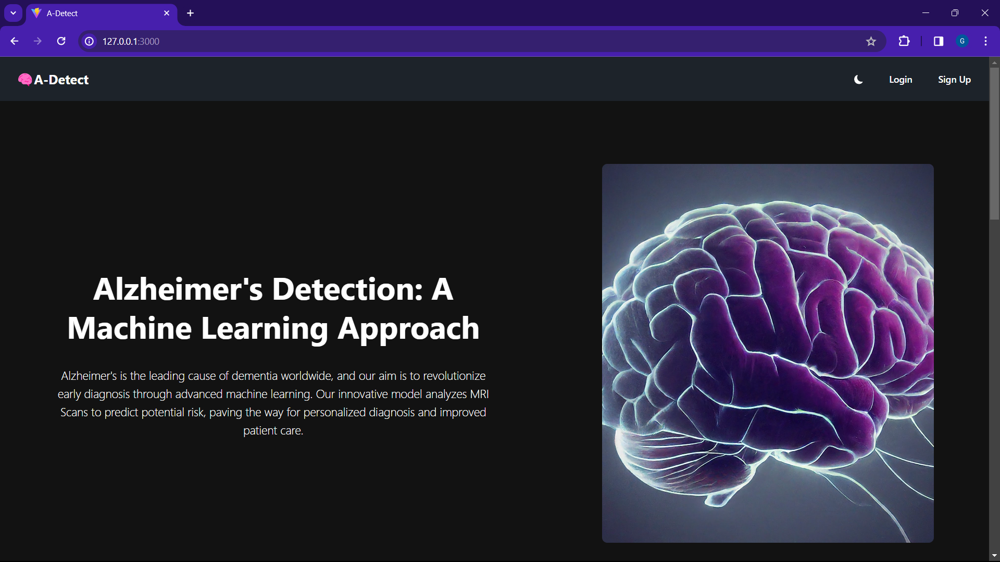 A-Detect
127.0.0.1:3000
G
A-Detect
Login
Sign Up
Alzheimer's Detection: A
Machine Learning Approach
Alzheimer's is the leading cause of dementia worldwide, and our aim is to revolutionize
early diagnosis through advanced machine learning. Our innovative model analyzes MRI
Scans to predict potential risk, paving the way for personalized diagnosis and improved
patient care.